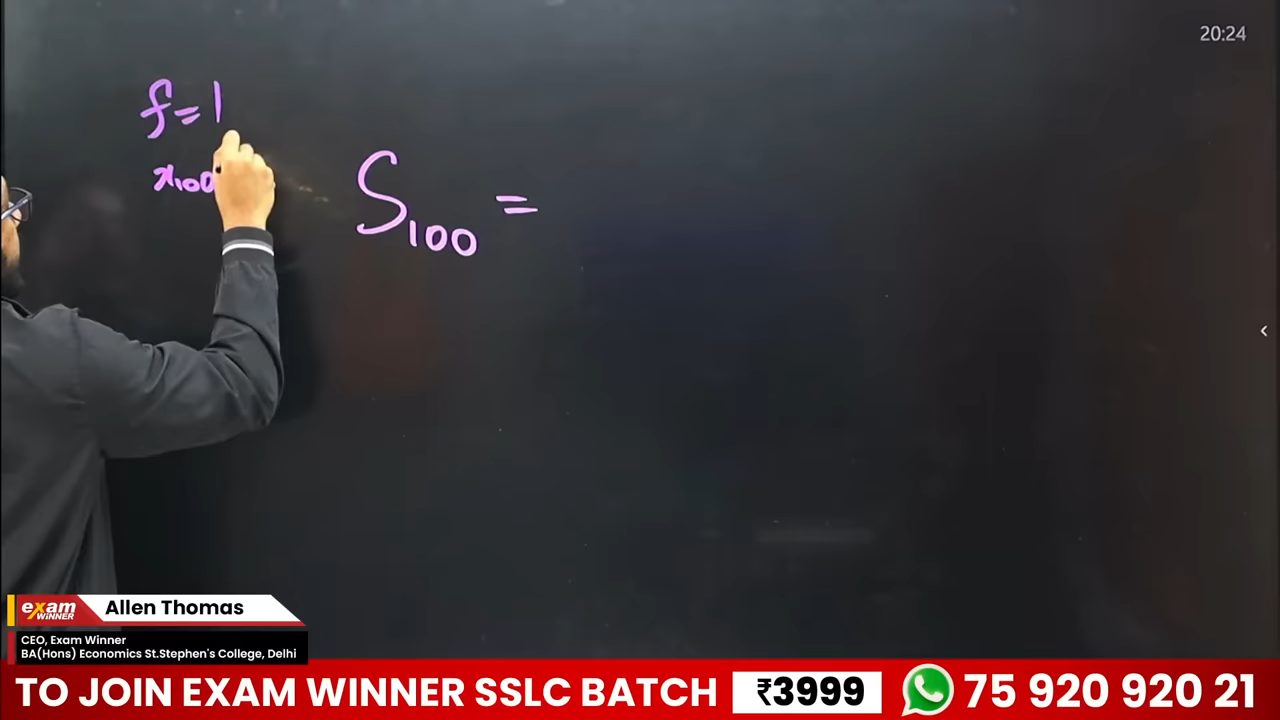 20:24
f = 1
x100
S100 =
exam
WINNER
Allen Thomas
CEO, Exam Winner
BA(Hons) Economics St.Stephen's College, Delhi
TO JOIN EXAM WINNER SSLC BATCH ₹3999 75 920 920 21